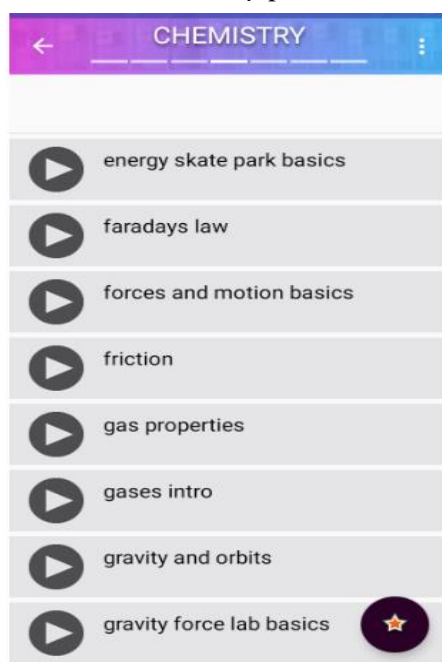 CHEMISTRY
energy skate park basics
faradays law
forces and motion basics
friction
gas properties
gases intro
gravity and orbits
gravity force lab basics